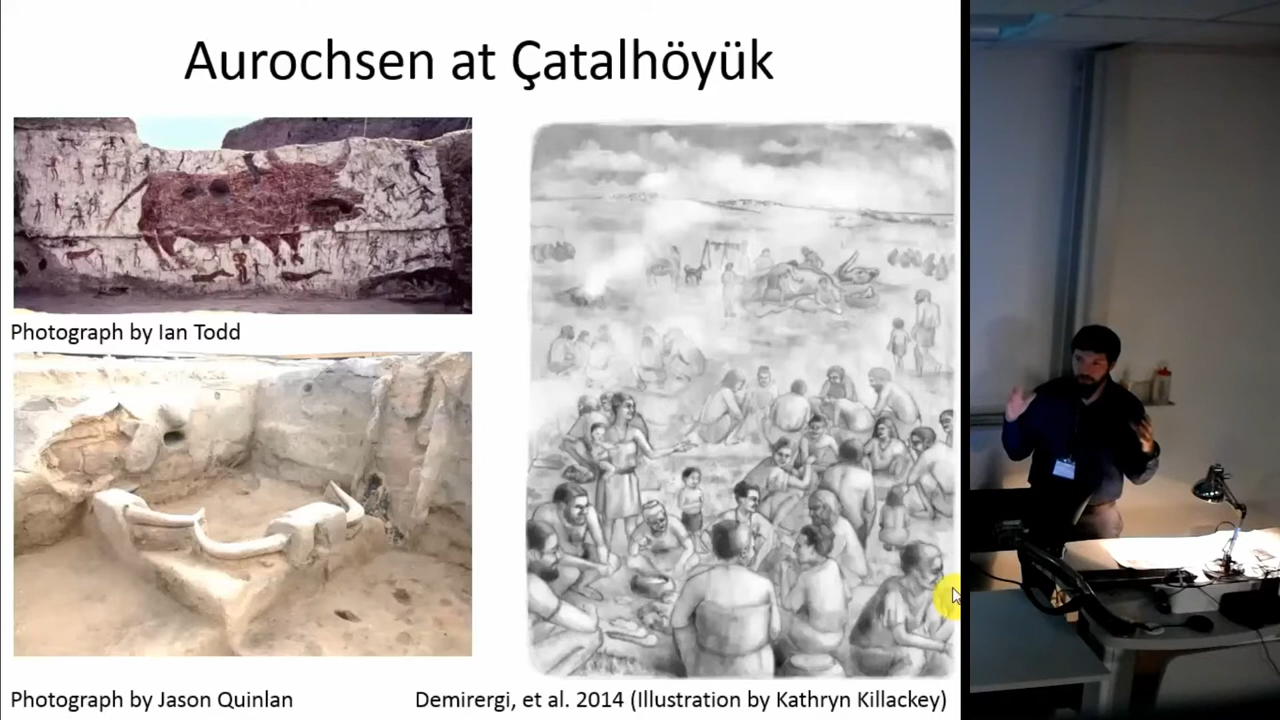 Aurochsen at Çatalhöyük
Photograph by Ian Todd
Photograph by Jason Quinlan
Demirergi, et al. 2014 (Illustration by Kathryn Killackey)